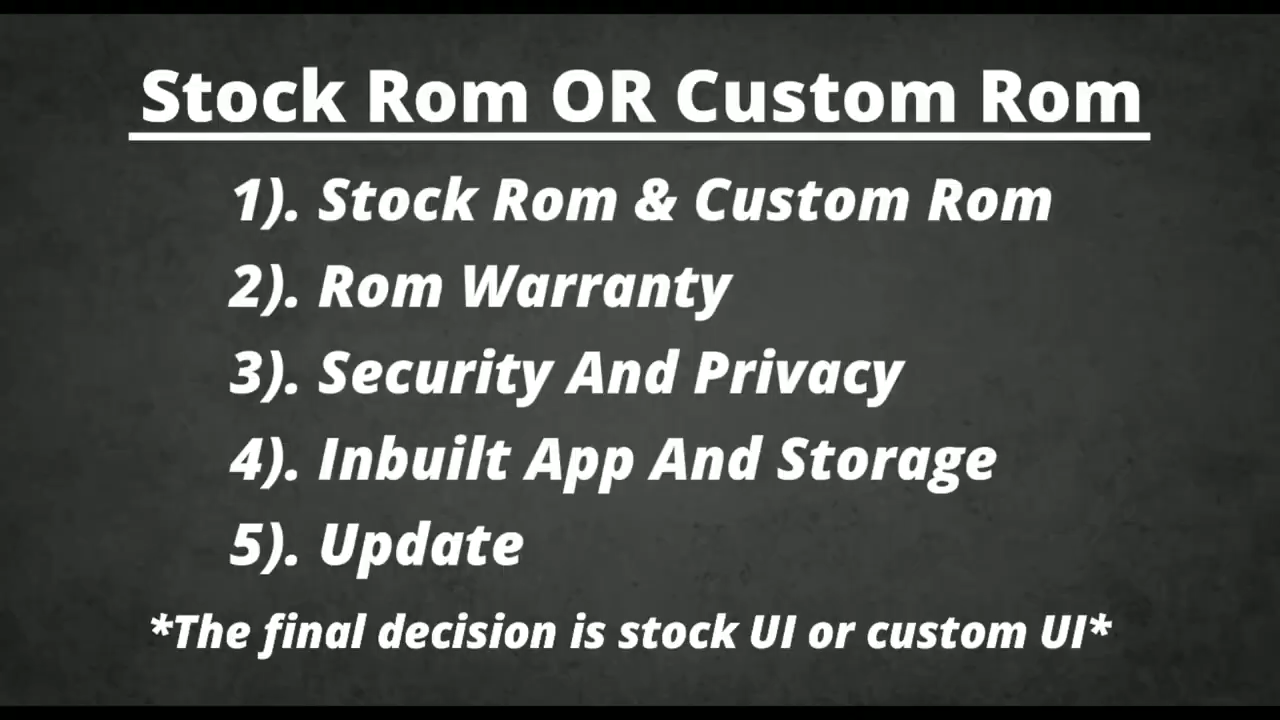 Stock Rom OR Custom Rom
1). Stock Rom & Custom Rom
2). Rom Warranty
3). Security And Privacy
4). Inbuilt App And Storage
5). Update
*The final decision is stock UI or custom UI*